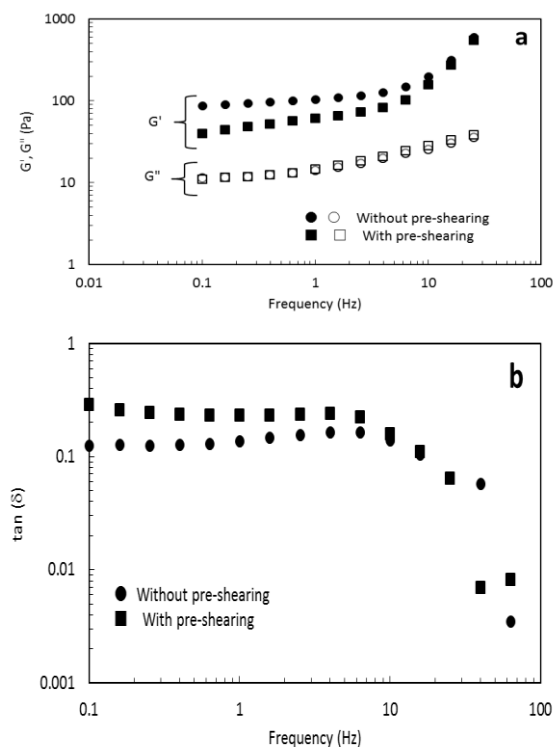 a
1000
100
10
1
G', G" (Pa)
G'
G"
Without pre-shearing
With pre-shearing
0.01 0.1 1 10 100
Frequency (Hz)
b
1
0.1
0.01
0.001
tan (δ)
Without pre-shearing
With pre-shearing
0.1 1 10 100
Frequency (Hz)